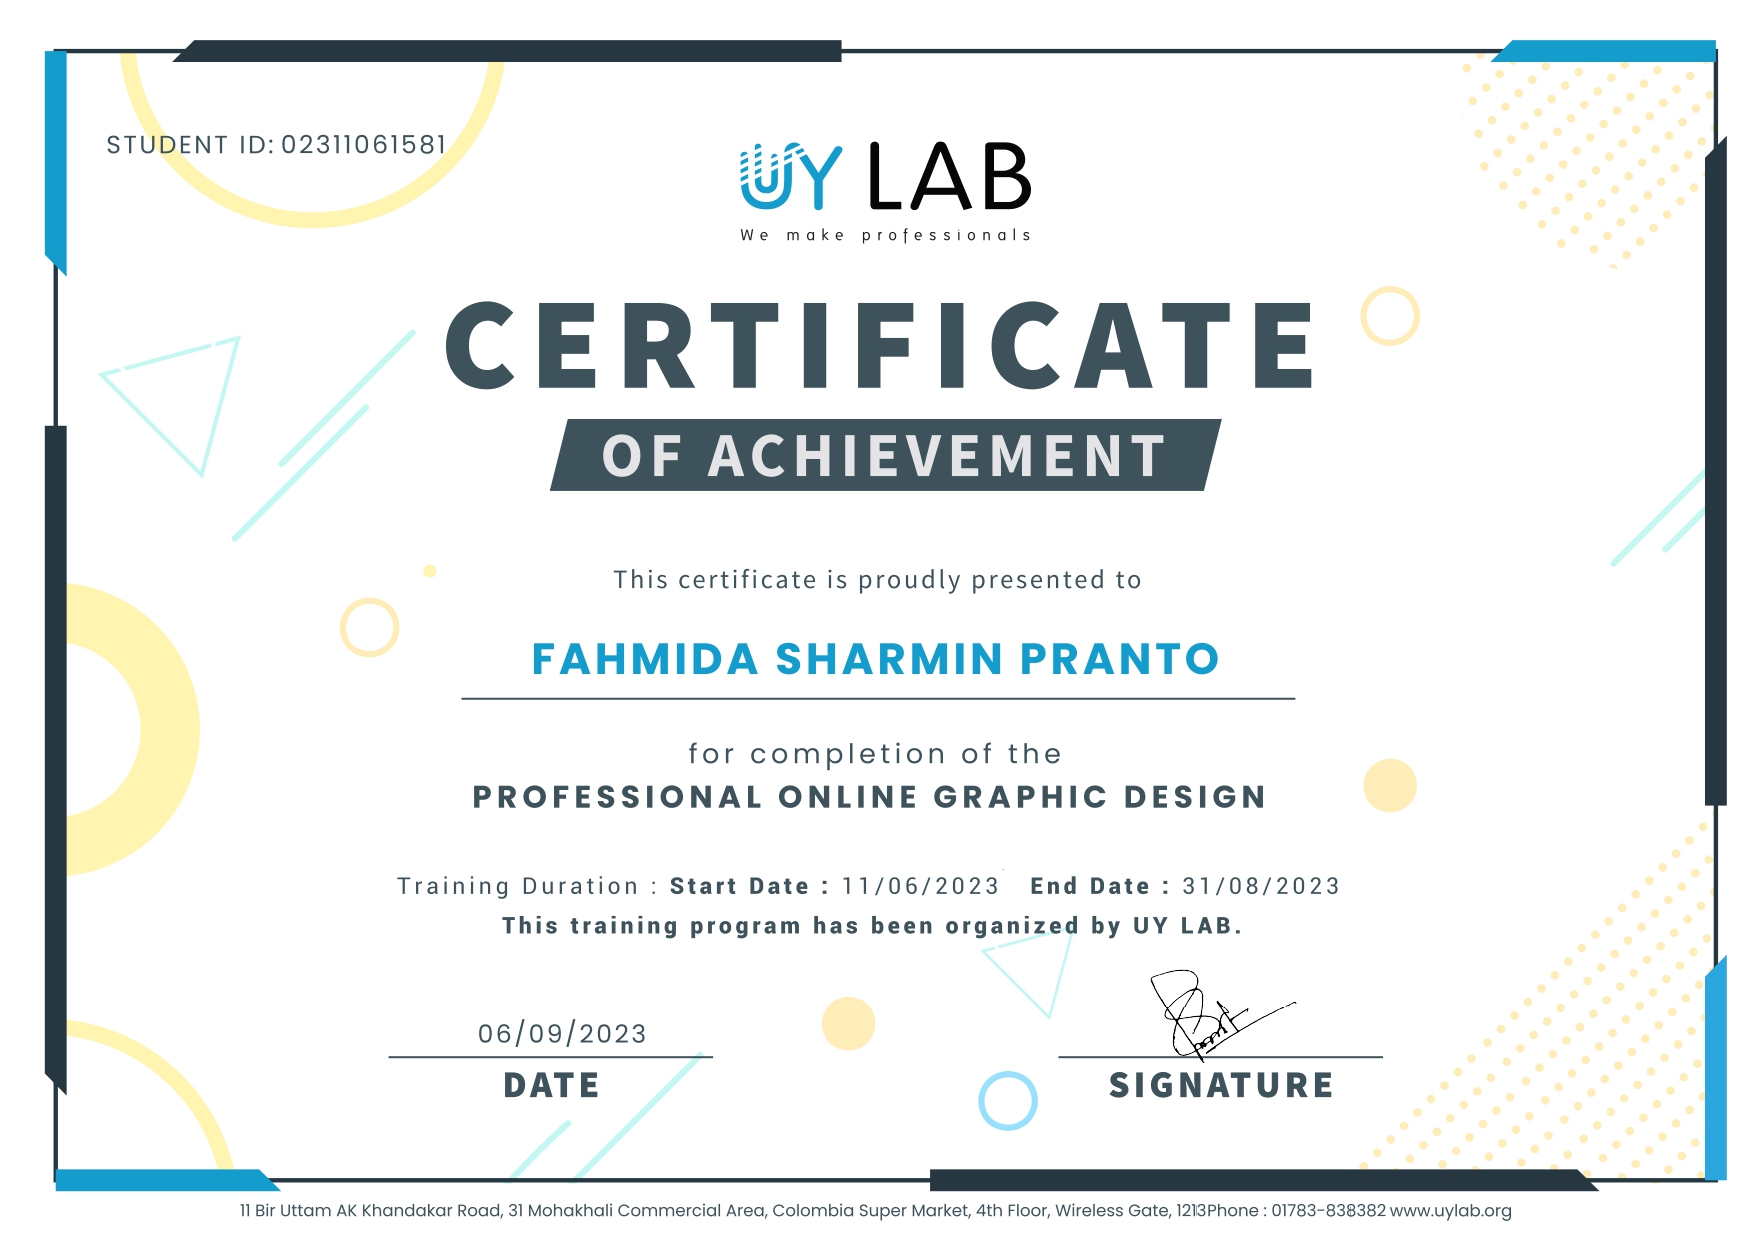 STUDENT ID: 02311061581
UY LAB
We make professionals
CERTIFICATE
OF ACHIEVEMENT
This certificate is proudly presented to
FAHMIDA SHARMIN PRANTO
for completion of the
PROFESSIONAL ONLINE GRAPHIC DESIGN
Training Duration : Start Date : 11/06/2023 End Date : 31/08/2023
This training program has been organized by UY LAB.
06/09/2023
DATE
SIGNATURE
11 Bir Uttam AK Khandakar Road, 31 Mohakhali Commercial Area, Colombia Super Market, 4th Floor, Wireless Gate, 1213Phone : 01783-838382 www.uylab.org